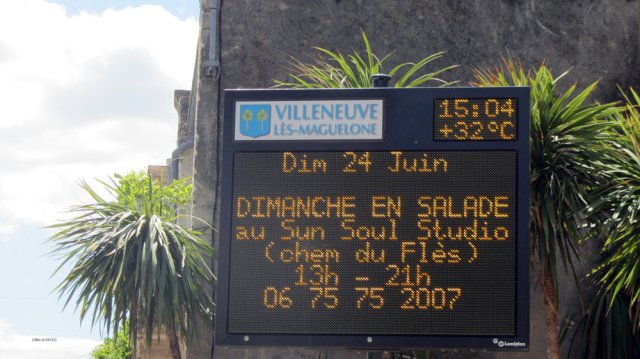 VILLENEUVE
LÈS-MAGUELONE
15:04
+32°C
Dim 24 Juin
DIMANCHE EN SALADE
au Sun Soul Studio
(chem du Flès)
13h - 21h
06 75 75 2007
Lumiplan